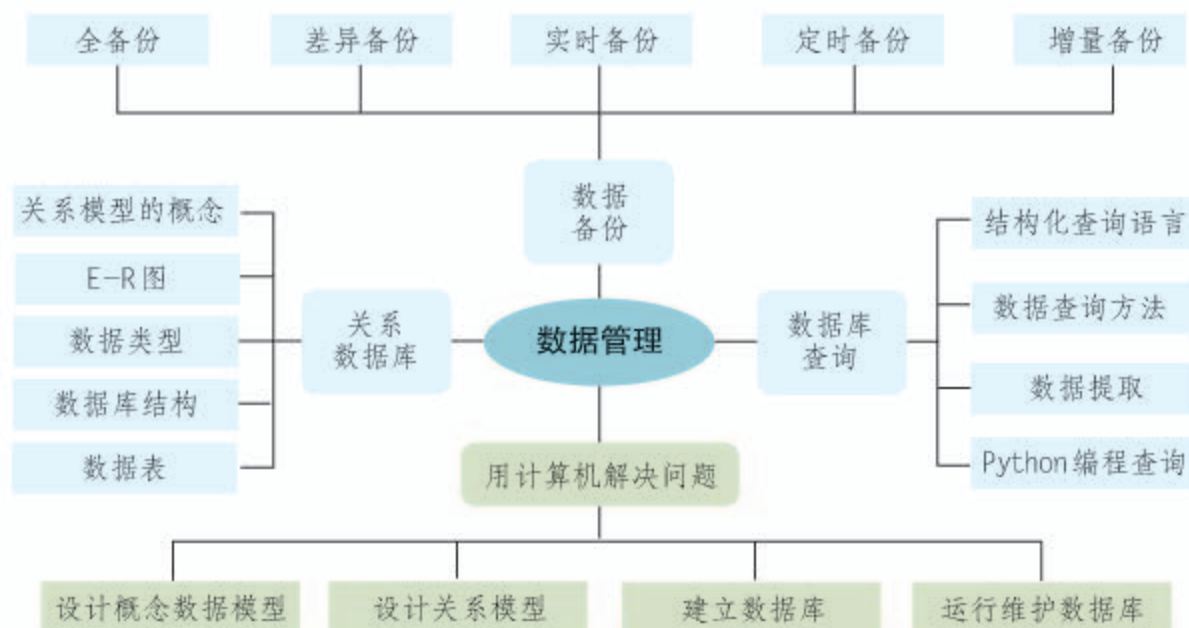 全备份
差异备份
实时备份
定时备份
增量备份
数据
备份
关系模型的概念
E-R图
数据类型
数据库结构
数据表
关系
数据库
数据管理
数据库
查询
结构化查询语言
数据查询方法
数据提取
Python编程查询
用计算机解决问题
设计概念数据模型
设计关系模型
建立数据库
运行维护数据库